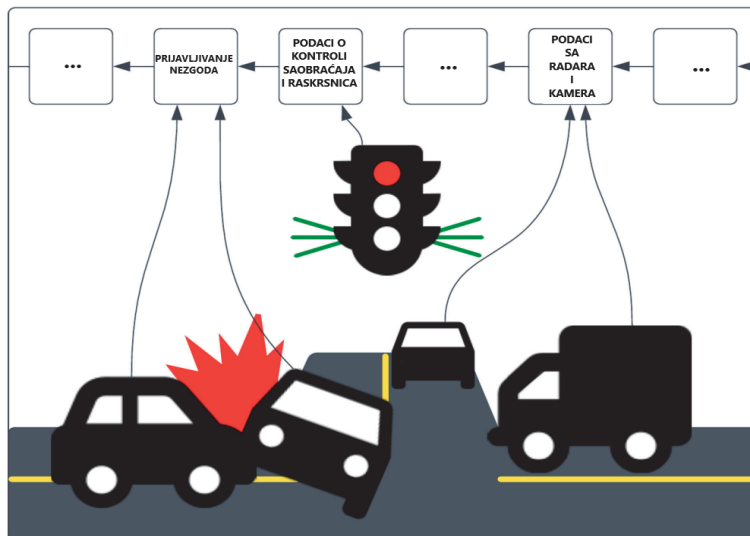 ...
PRIJAVLJIVANJE
NEZGODA
PODACI O
KONTROLI
SAOBRAĆAJA
I RASKRSNICA
...
PODACI
SA
RADARA
I
KAMERA
...